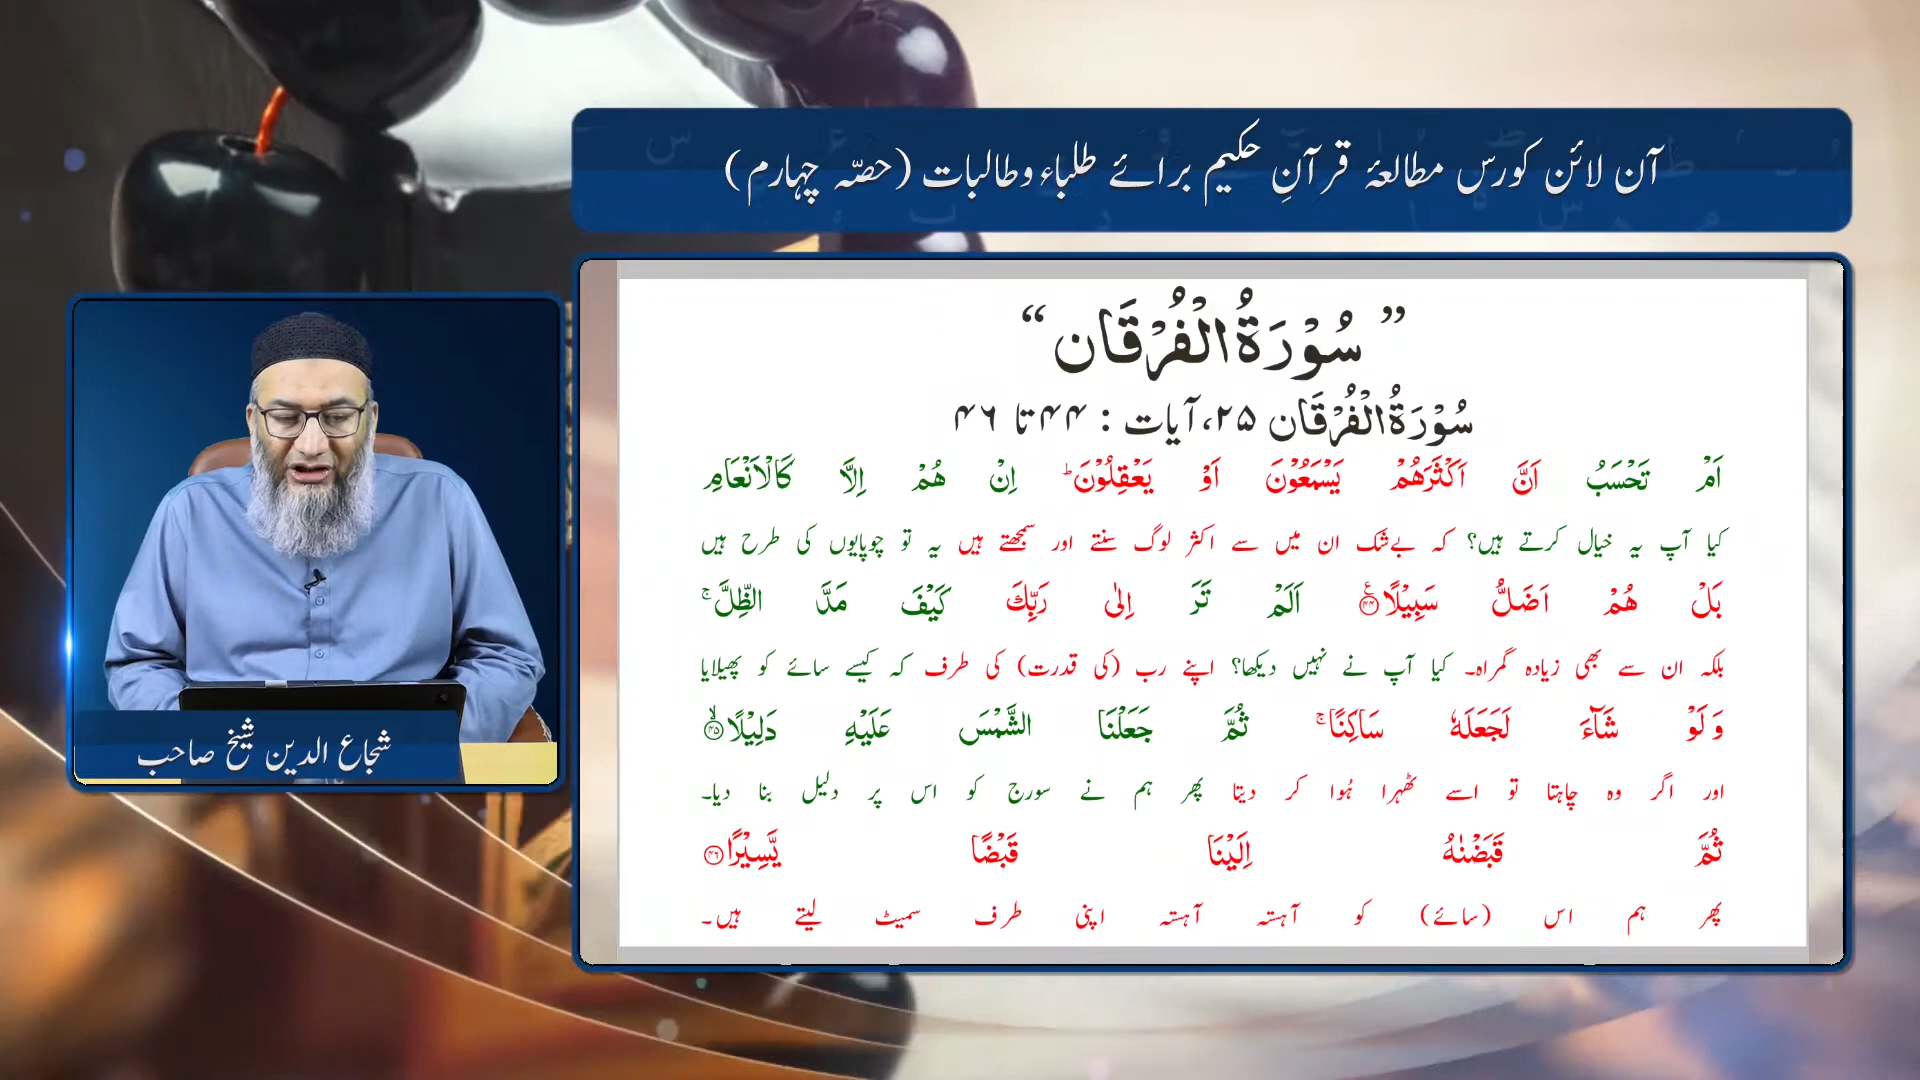 آن لائن کورس مطالعۂ قرآنِ حکیم برائے طلباء وطالبات (حصّہ چہارم)
”سُوْرَۃُ الْفُرْقَان“
سُوْرَۃُ الْفُرْقَان ۲۵، آیات : ۴۴ تا ۴۶
اَمْ تَحْسَبُ اَنَّ اَکْثَرَهُمْ یَسْمَعُوْنَ اَوْ یَعْقِلُوْنَ ؕ اِنْ هُمْ اِلَّا کَالْاَنْعَامِ
کیا آپ یہ خیال کرتے ہیں؟ کہ بےشک ان میں سے اکثر لوگ سنتے اور سمجھتے ہیں یہ تو چوپایوں کی طرح ہیں
بَلْ هُمْ اَضَلُّ سَبِیْلًا ﴿۴۴﴾ اَلَمْ تَرَ اِلٰی رَبِّكَ کَیْفَ مَدَّ الظِّلَّ ۚ
بلکہ ان سے بھی زیادہ گمراہ۔ کیا آپ نے نہیں دیکھا؟ اپنے رب (کی قدرت) کی طرف کہ کیسے سائے کو پھیلایا
وَ لَوْ شَآءَ لَجَعَلَهٗ سَاکِنًا ۚ ثُمَّ جَعَلْنَا الشَّمْسَ عَلَیْهِ دَلِیْلًا ﴿۴۵﴾
اور اگر وہ چاہتا تو اسے ٹھہرا ہُوا کر دیتا پھر ہم نے سورج کو اس پر دلیل بنا دیا۔
ثُمَّ قَبَضْنٰهُ اِلَیْنَا قَبْضًا یَّسِیْرًا ﴿۴۶﴾
پھر ہم اس (سائے) کو آہستہ آہستہ اپنی طرف سمیٹ لیتے ہیں۔
شجاع الدین شیخ صاحب